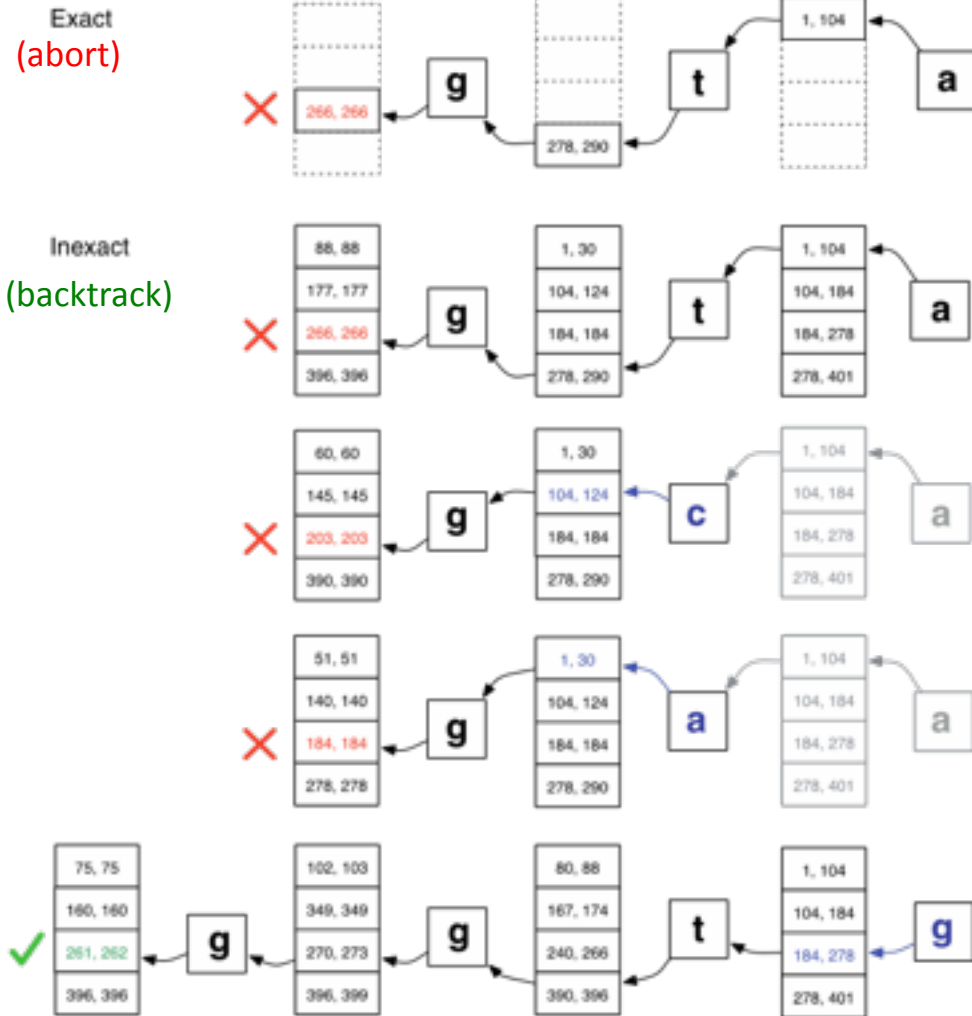 Exact
(abort)
1, 104
g
t
a
266, 266
278, 290
Inexact
(backtrack)
88, 88
1, 30
1, 104
177, 177
104, 124
104, 184
g
t
a
266, 266
184, 184
184, 278
396, 396
278, 290
278, 401
60, 60
1, 30
1, 104
145, 145
104, 124
104, 184
g
c
a
203, 203
184, 184
184, 278
390, 390
278, 290
278, 401
51, 51
1, 30
1, 104
140, 140
104, 124
104, 184
g
a
a
184, 184
184, 184
184, 278
278, 278
278, 290
278, 401
75, 75
102, 103
80, 88
1, 104
160, 160
349, 349
167, 174
104, 184
g
g
t
g
261, 262
270, 273
240, 266
184, 278
396, 396
396, 399
390, 396
278, 401